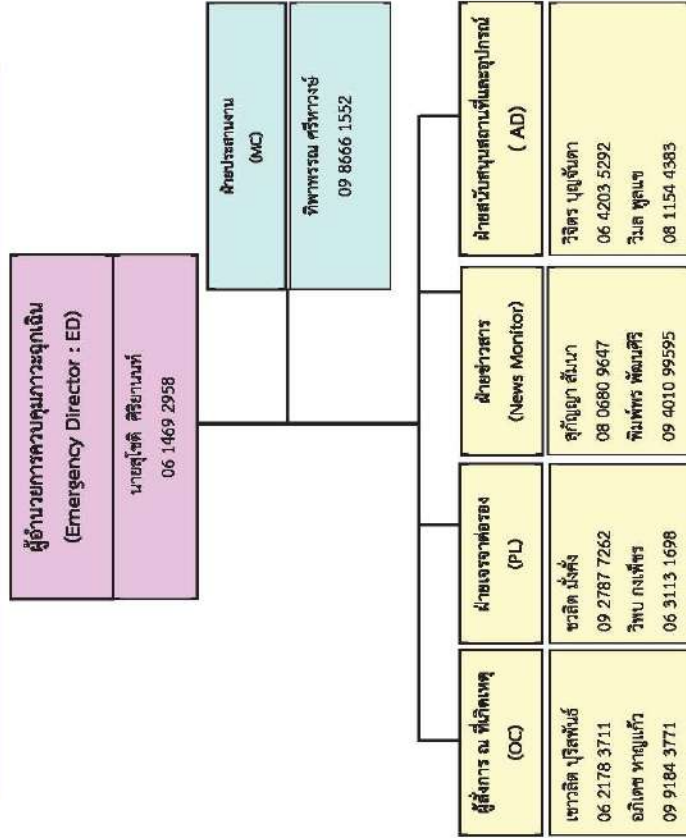 ผู้อำนวยการควบคุมภาวะฉุกเฉิน
(Emergency Director : ED)
นายสุโชติ ศิริยานนท์
06 1469 2958
ฝ่ายประสานงาน
(MC)
ทิพาพรรณ ศรีหาวงษ์
09 8666 1552
ผู้สั่งการ ณ ที่เกิดเหตุ
(OC)
เชาวลิต ปุริสพันธ์
06 2178 3711
อภิเดช หาญแก้ว
09 9184 3771
ฝ่ายเจรจาต่อรอง
(PL)
ชวลิต มั่งคั่ง
09 2787 7262
วิทบ กงเพ็ชร
06 3113 1698
ฝ่ายข่าวสาร
(News Monitor)
สุกัญญา สัมนา
08 0680 9647
พิมพ์พร พัฒนศิริ
09 4010 99595
ฝ่ายสนับสนุนสถานที่และอุปกรณ์
( AD)
วิจิตร บุญจันดา
06 4203 5292
วิมล พูลแข
08 1154 4383